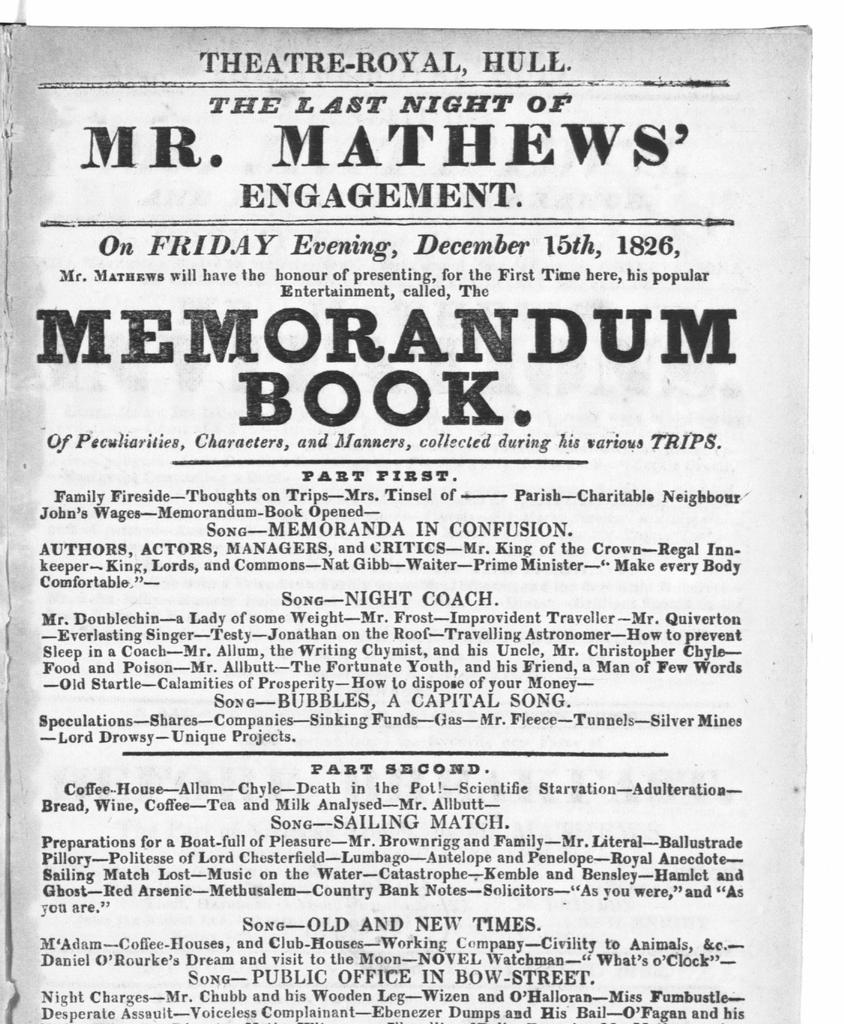 THEATRE-ROYAL, HULL.
THE LAST NIGHT OF
MR. MATHEWS'
ENGAGEMENT.
On FRIDAY Evening, December 15th, 1826,
Mr. MATHEWS will have the honour of presenting, for the First Time here, his popular
Entertainment, called, The
MEMORANDUM
BOOK.
Of Peculiarities, Characters, and Manners, collected during his various TRIPS.
PART FIRST.
Family Fireside—Thoughts on Trips—Mrs. Tinsel of ——— Parish—Charitable Neighbour
John's Wages—Memorandum-Book Opened—
SONG—MEMORANDA IN CONFUSION.
AUTHORS, ACTORS, MANAGERS, and CRITICS—Mr. King of the Crown—Regal Inn-
keeper—King, Lords, and Commons—Nat Gibb—Waiter—Prime Minister—“ Make every Body
Comfortable.”—
SONG—NIGHT COACH.
Mr. Doublechin—a Lady of some Weight—Mr. Frost—Improvident Traveller—Mr. Quiverton
—Everlasting Singer—Testy—Jonathan on the Roof—Travelling Astronomer—How to prevent
Sleep in a Coach—Mr. Allum, the Writing Chymist, and his Uncle, Mr. Christopher Chyle—
Food and Poison—Mr. Allbutt—The Fortunate Youth, and his Friend, a Man of Few Words
—Old Startle—Calamities of Prosperity—How to dispose of your Money—
SONG—BUBBLES, A CAPITAL SONG.
Speculations—Shares—Companies—Sinking Funds—Gas—Mr. Fleece—Tunnels—Silver Mines
—Lord Drowsy—Unique Projects.
PART SECOND.
Coffee-House—Allum—Chyle—Death in the Pot!—Scientific Starvation—Adulteration—
Bread, Wine, Coffee—Tea and Milk Analysed—Mr. Allbutt—
SONG—SAILING MATCH.
Preparations for a Boat-full of Pleasure—Mr. Brownrigg and Family—Mr. Literal—Ballustrade
Pillory—Politesse of Lord Chesterfield—Lumbago—Antelope and Penelope—Royal Anecdote—
Sailing Match Lost—Music on the Water—Catastrophe—Kemble and Bensley—Hamlet and
Ghost—Red Arsenic—Methusalem—Country Bank Notes—Solicitors—“As you were,” and “As
you are.”
SONG—OLD AND NEW TIMES.
M‘Adam—Coffee-Houses, and Club-Houses—Working Company—Civility to Animals, &c.—
Daniel O'Rourke's Dream and visit to the Moon—NOVEL Watchman—“ What's o'Clock”—
SONG—PUBLIC OFFICE IN BOW-STREET.
Night Charges—Mr. Chubb and his Wooden Leg—Wizen and O'Halloran—Miss Fumbustle—
Desperate Assault—Voiceless Complainant—Ebenezer Dumps and His Bail—O'Fagan and his